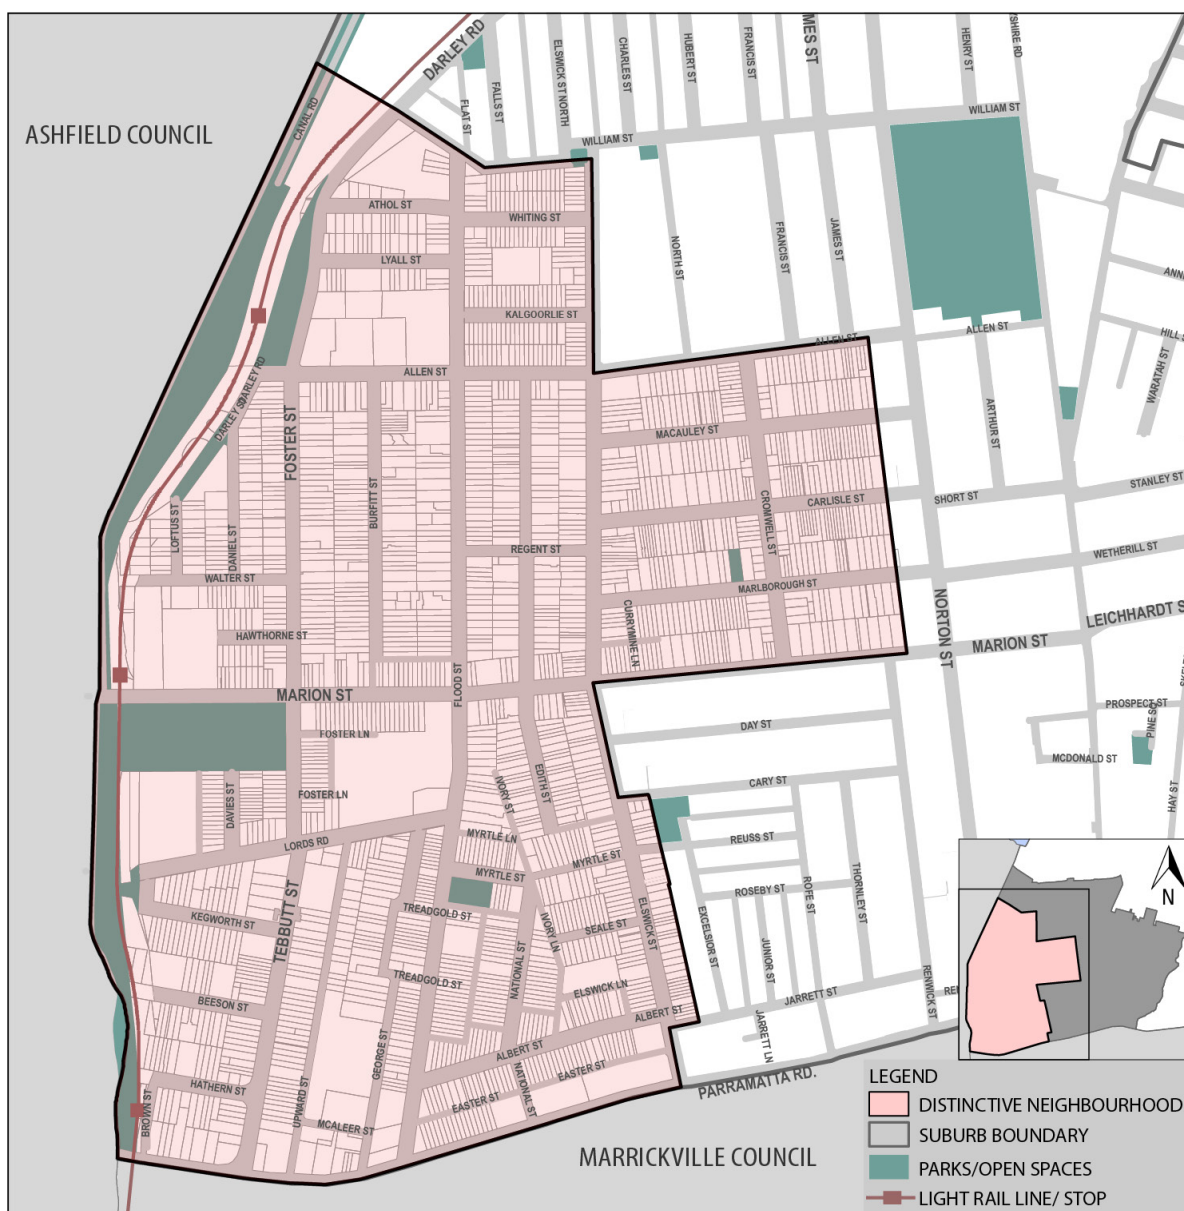 DARLEY RD
ELSWICK ST NORTH
CHARLES ST
HUBERT ST
FRANCIS ST
MES ST
HENRY ST
YSHIRE RD
CANAL RD
FLAT ST
FALLS ST
WILLIAM ST
WILLIAM ST
ASHFIELD COUNCIL
ATHOL ST
WHITING ST
LYALL ST
NORTH ST
FRANCIS ST
JAMES ST
ANN
KALGOORLIE ST
ALLEN ST
ALLEN ST
HILL S
ALLEN ST
DARLEY RD
DARLEY ST
WARATAH ST
FOSTER ST
ARTHUR ST
MACAULEY ST
BURFITT ST
STANLEY ST
CARLISLE ST
SHORT ST
CROMWELL ST
LOFTUS ST
DANIEL ST
REGENT ST
WETHERILL ST
WALTER ST
MARLBOROUGH ST
NORTON ST
CURRYMINE LN
LEICHHARDT S
HAWTHORNE ST
MARION ST
MARION ST
FLOOD ST
SKE
PROSPECT ST
PINE SQ
DAY ST
FOSTER LN
MCDONALD ST
CARY ST
EDITH ST
IVORY ST
HAY ST
FOSTER LN
DAVIES ST
MYRTLE LN
REUSS ST
LORDS RD
MYRTLE ST
MYRTLE ST
THORNLEY ST
ROSEBY ST
ROFE ST
TEBBUTT ST
TREADGOLD ST
KEGWORTH ST
ELSWICK ST
SEALE ST
IVORY LN
EXCELSIOR ST
JUNIOR ST
N
NATIONAL ST
TREADGOLD ST
ELSWICK LN
BEESON ST
JARRETT ST
RENWICK ST
REN
ALBERT ST
ALBERT ST
JARRETT LN
GEORGE ST
EASTER ST
HATHERN ST
UPWARD ST
EASTER ST
NATIONAL ST
BROWN ST
MCALEER ST
PARRAMATTA RD.
MARRICKVILLE COUNCIL
LEGEND
DISTINCTIVE NEIGHBOURHOOD
SUBURB BOUNDARY
PARKS/OPEN SPACES
LIGHT RAIL LINE/ STOP